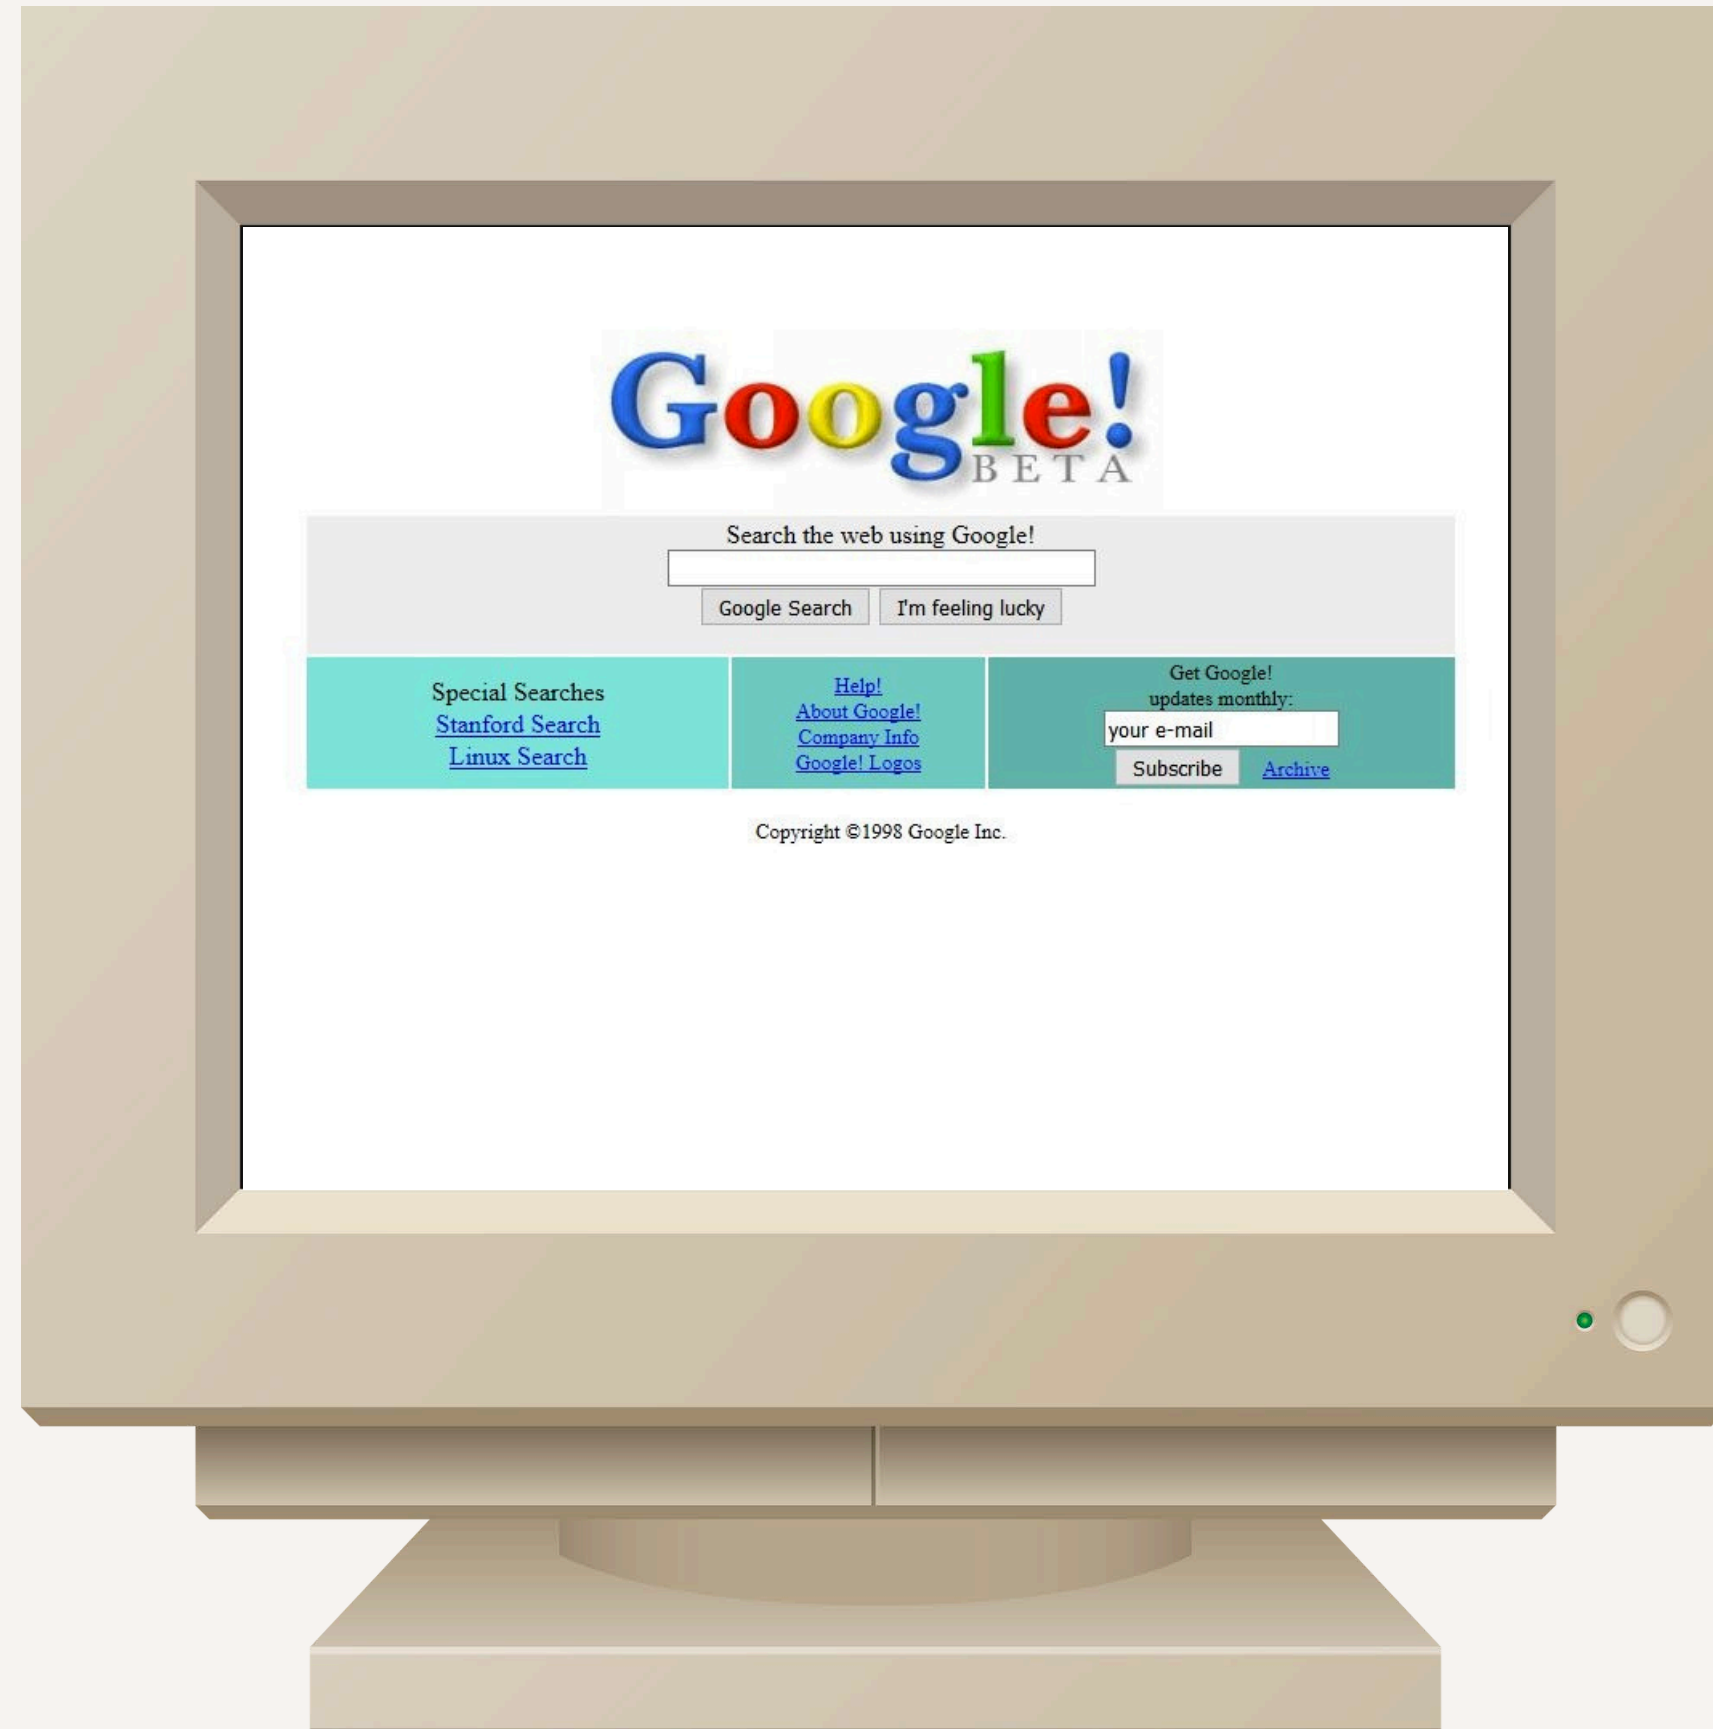 Google!
BETA
Search the web using Google!
Google Search I'm feeling lucky
Special Searches
Stanford Search
Linux Search
Help!
About Google!
Company Info
Google! Logos
Get Google!
updates monthly:
your e-mail
Subscribe Archive
Copyright ©1998 Google Inc.